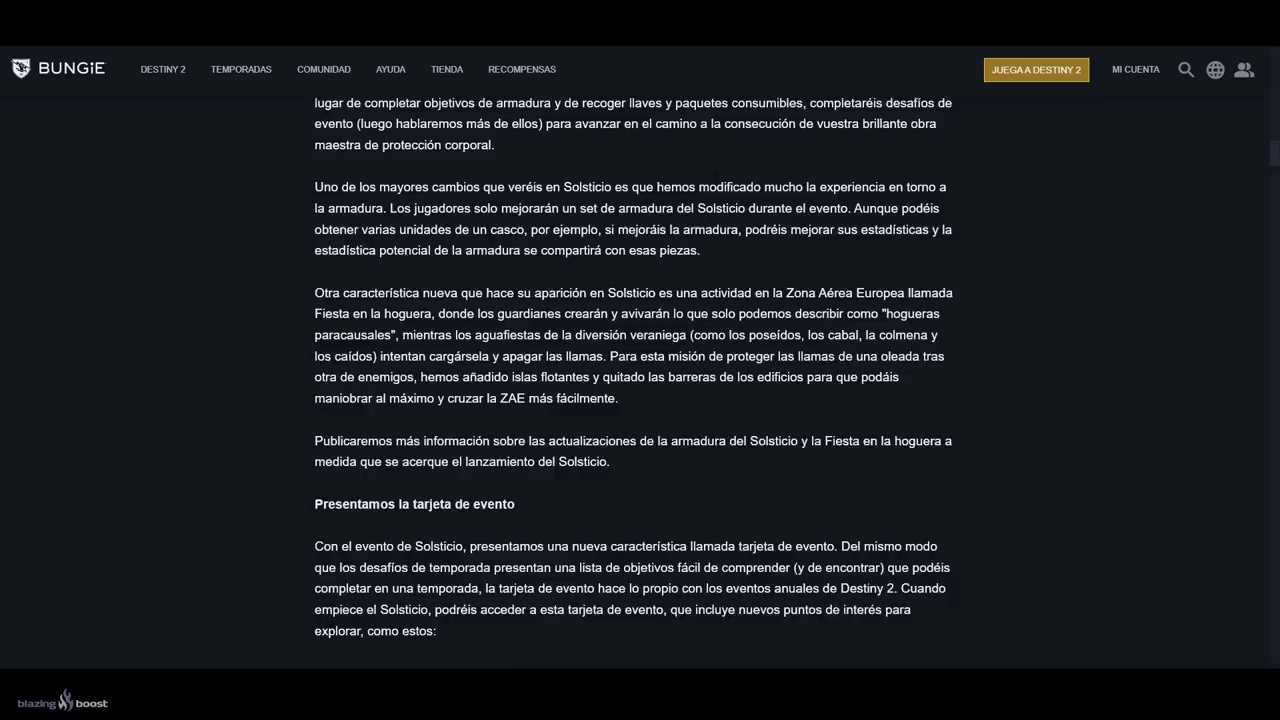 BUNGiE
DESTINY 2
TEMPORADAS
COMUNIDAD
AYUDA
TIENDA
RECOMPENSAS
JUEGA A DESTINY 2
MI CUENTA
lugar de completar objetivos de armadura y de recoger llaves y paquetes consumibles, completaréis desafíos de
evento (luego hablaremos más de ellos) para avanzar en el camino a la consecución de vuestra brillante obra
maestra de protección corporal.
Uno de los mayores cambios que veréis en Solsticio es que hemos modificado mucho la experiencia en torno a
la armadura. Los jugadores solo mejorarán un set de armadura del Solsticio durante el evento. Aunque podéis
obtener varias unidades de un casco, por ejemplo, si mejoráis la armadura, podréis mejorar sus estadísticas y la
estadística potencial de la armadura se compartirá con esas piezas.
Otra característica nueva que hace su aparición en Solsticio es una actividad en la Zona Aérea Europea llamada
Fiesta en la hoguera, donde los guardianes crearán y avivarán lo que solo podemos describir como "hogueras
paracausales", mientras los aguafiestas de la diversión veraniega (como los poseídos, los cabal, la colmena y
los caídos) intentan cargársela y apagar las llamas. Para esta misión de proteger las llamas de una oleada tras
otra de enemigos, hemos añadido islas flotantes y quitado las barreras de los edificios para que podáis
maniobrar al máximo y cruzar la ZAE más fácilmente.
Publicaremos más información sobre las actualizaciones de la armadura del Solsticio y la Fiesta en la hoguera a
medida que se acerque el lanzamiento del Solsticio.
Presentamos la tarjeta de evento
Con el evento de Solsticio, presentamos una nueva característica llamada tarjeta de evento. Del mismo modo
que los desafíos de temporada presentan una lista de objetivos fácil de comprender (y de encontrar) que podéis
completar en una temporada, la tarjeta de evento hace lo propio con los eventos anuales de Destiny 2. Cuando
empiece el Solsticio, podréis acceder a esta tarjeta de evento, que incluye nuevos puntos de interés para
explorar, como estos:
blazing boost